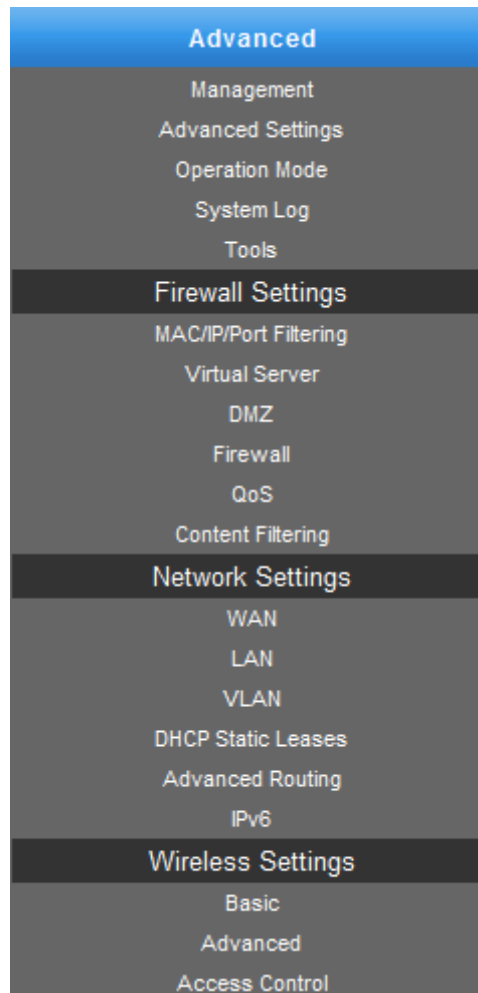 Advanced
Management
Advanced Settings
Operation Mode
System Log
Tools
Firewall Settings
MAC/IP/Port Filtering
Virtual Server
DMZ
Firewall
QoS
Content Filtering
Network Settings
WAN
LAN
VLAN
DHCP Static Leases
Advanced Routing
IPv6
Wireless Settings
Basic
Advanced
Access Control